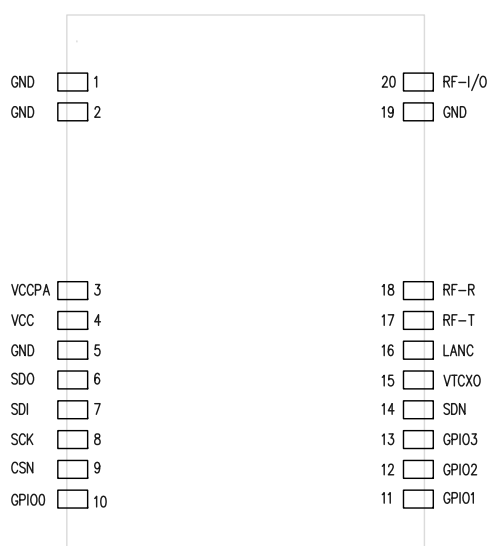 GND 1 20 RF-I/O
GND 2 19 GND
VCCPA 3 18 RF-R
VCC 4 17 RF-T
GND 5 16 LANC
SDO 6 15 VTCXO
SDI 7 14 SDN
SCK 8 13 GPIO3
CSN 9 12 GPIO2
GPIO0 10 11 GPIO1